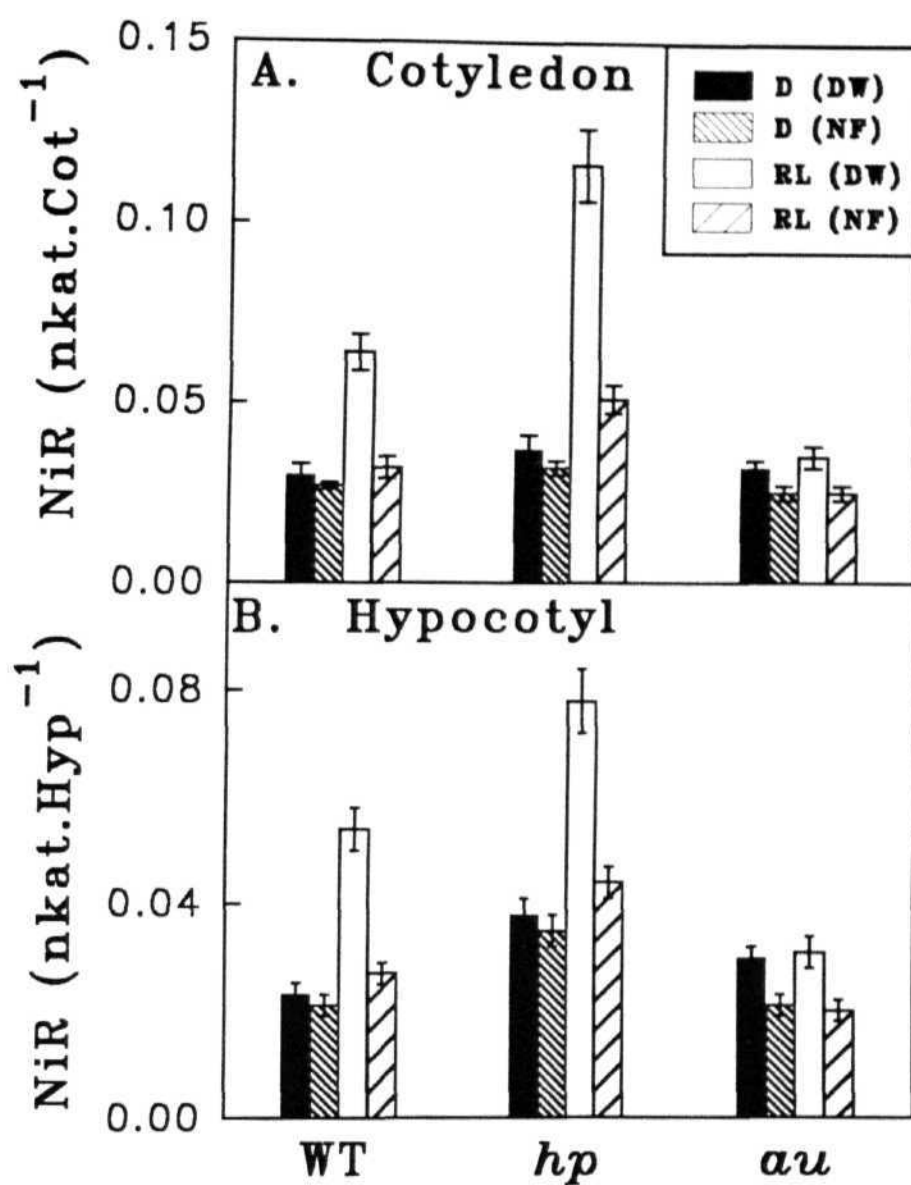 0.15
A. Cotyledon
D (DW)
D (NF)
RL (DW)
RL (NF)
0.10
0.05
0.00
NiR (nkat.Cot⁻¹)
B. Hypocotyl
0.08
0.04
0.00
NiR (nkat.Hyp⁻¹)
WT hp au